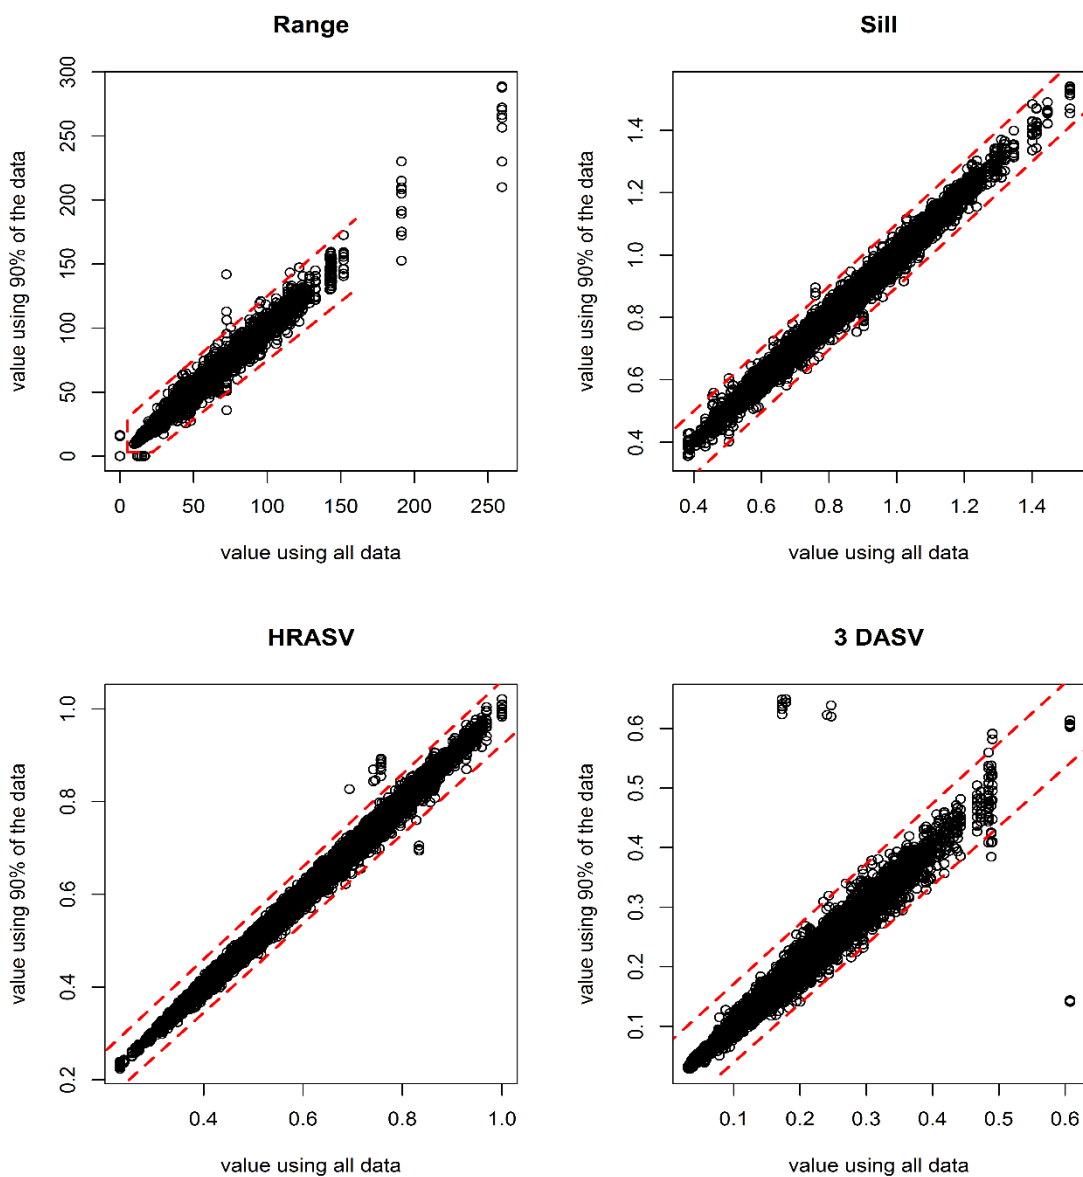 Range
value using 90% of the data
300
250
200
150
100
50
0
0 50 100 150 200 250
value using all data
Sill
value using 90% of the data
1.4
1.2
1.0
0.8
0.6
0.4
0.4 0.6 0.8 1.0 1.2 1.4
value using all data
HRASV
value using 90% of the data
1.0
0.8
0.6
0.4
0.2
0.4 0.6 0.8 1.0
value using all data
3 DASV
value using 90% of the data
0.6
0.5
0.4
0.3
0.2
0.1
0.1 0.2 0.3 0.4 0.5 0.6
value using all data